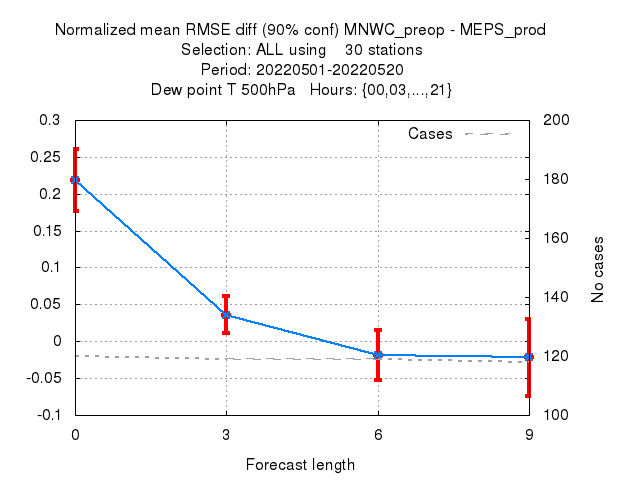 Normalized mean RMSE diff (90% conf) MNWC_preop - MEPS_prod
Selection: ALL using    30 stations
Period: 20220501-20220520
Dew point T 500hPa   Hours: {00,03,...,21}
Cases
0.3
0.25
0.2
0.15
0.1
0.05
0
-0.05
-0.1
200
180
160
140
120
100
No cases
0 3 6 9
Forecast length